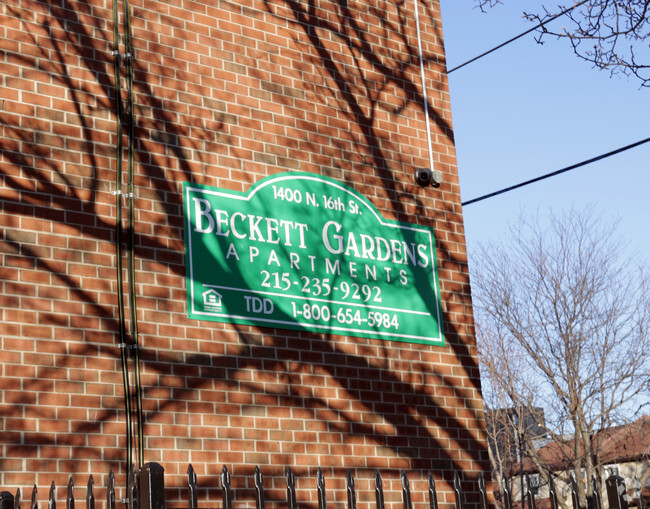 1400 N. 16th St.
BECKETT GARDENS
APARTMENTS
215-235-9292
TDD 1-800-654-5984